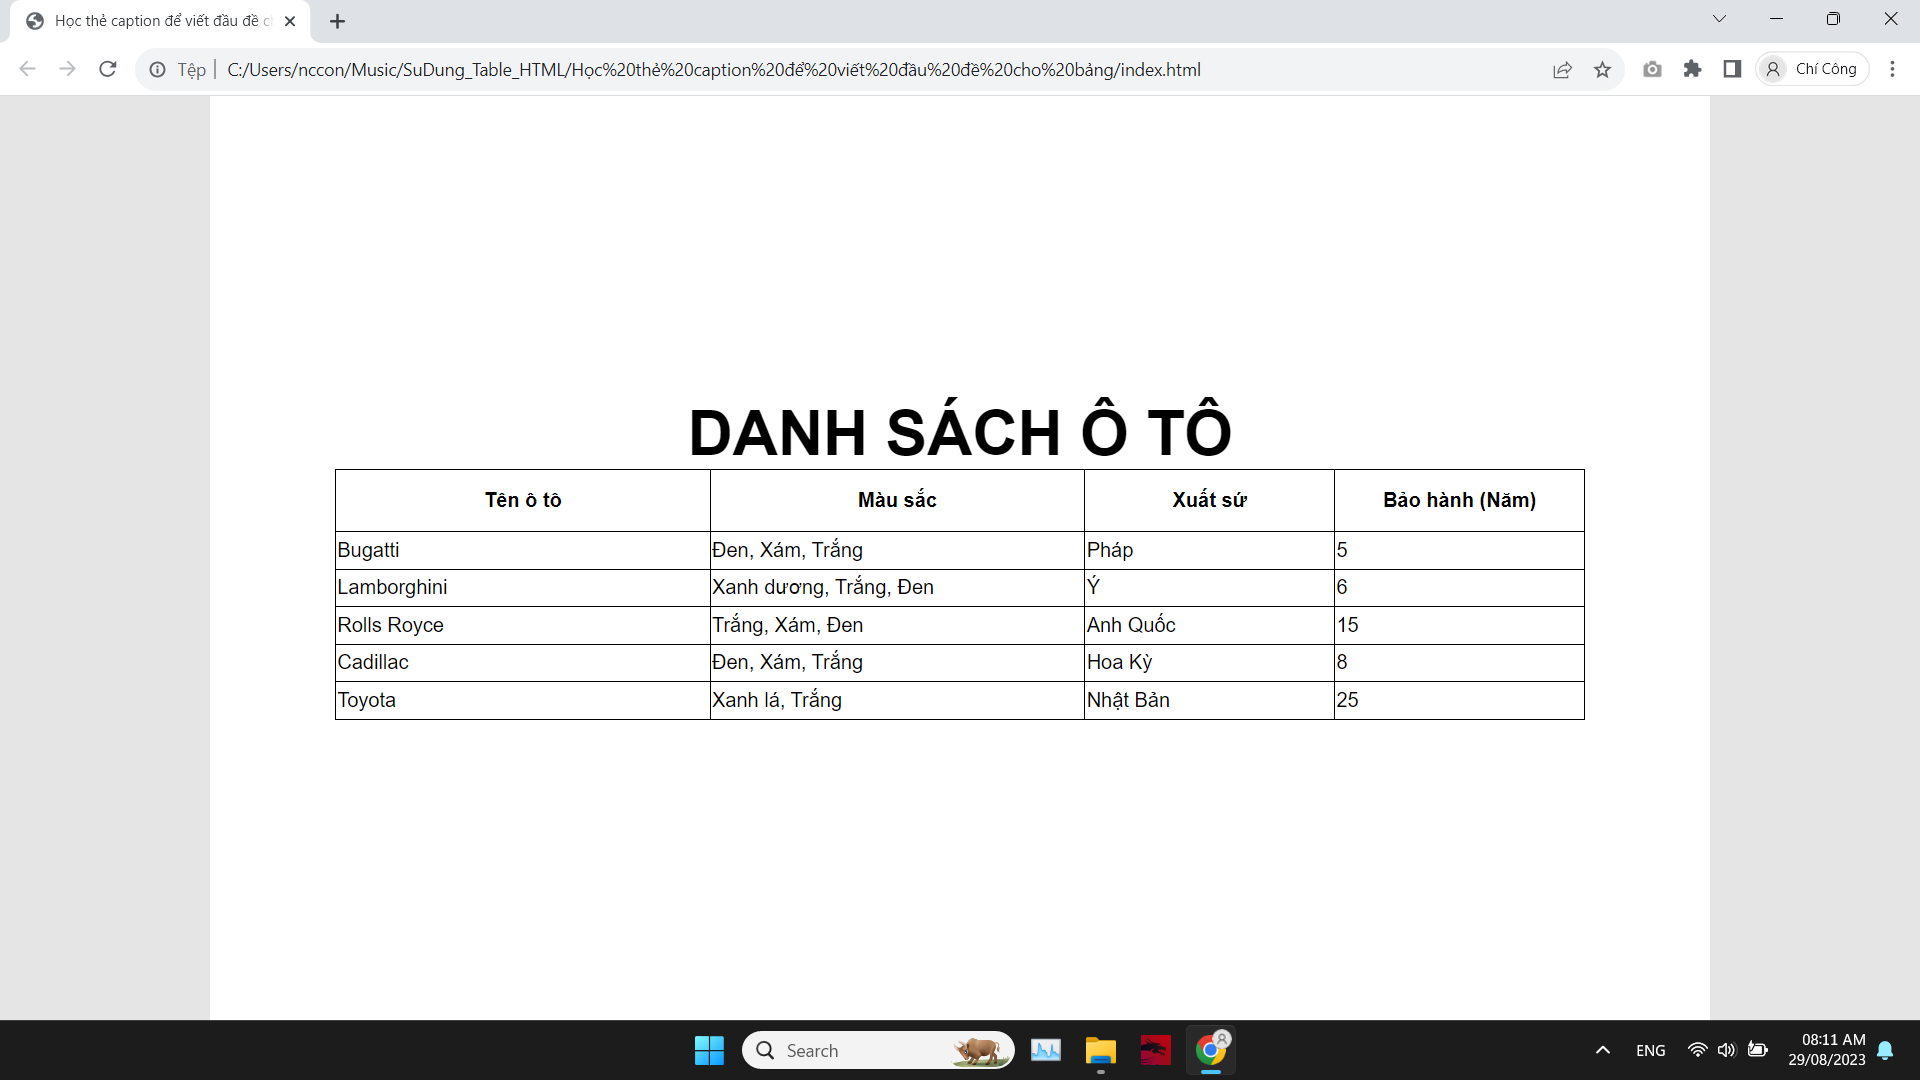 Học thẻ caption để viết đầu đề c
Tệp | C:/Users/nccon/Music/SuDung_Table_HTML/Học%20thẻ%20caption%20để%20viết%20đầu%20đề%20cho%20bảng/index.html
Chí Công
DANH SÁCH Ô TÔ
Tên ô tô Màu sắc Xuất sứ Bảo hành (Năm)
Bugatti Đen, Xám, Trắng Pháp 5
Lamborghini Xanh dương, Trắng, Đen Ý 6
Rolls Royce Trắng, Xám, Đen Anh Quốc 15
Cadillac Đen, Xám, Trắng Hoa Kỳ 8
Toyota Xanh lá, Trắng Nhật Bản 25
Search
ENG
08:11 AM
29/08/2023